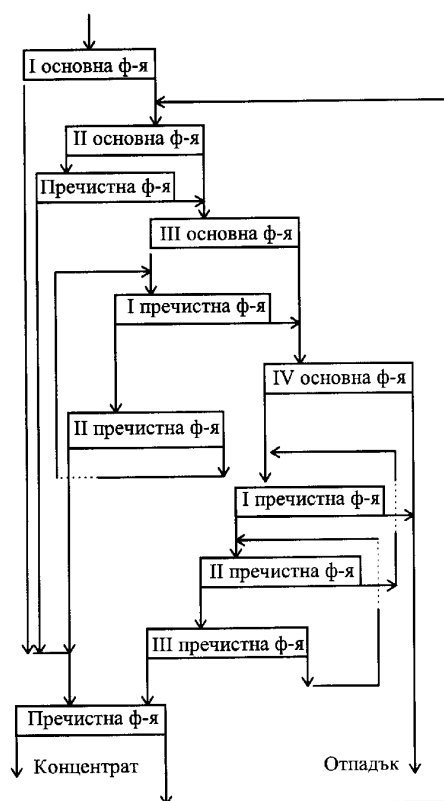 I основна ф-я
II основна ф-я
Пречистна ф-я
III основна ф-я
I пречистна ф-я
IV основна ф-я
II пречистна ф-я
I пречистна ф-я
II пречистна ф-я
III пречистна ф-я
Пречистна ф-я
Концентрат
Отпадък